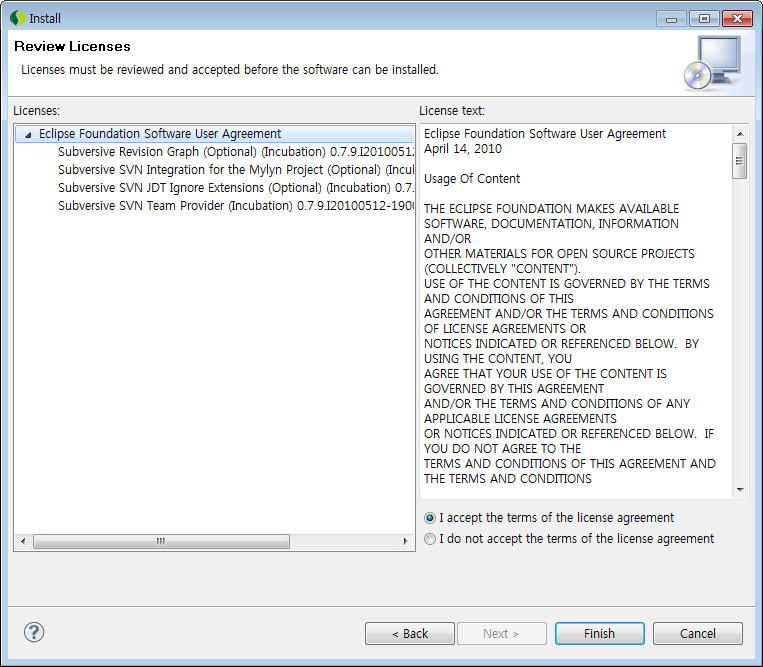 Install
Review Licenses
Licenses must be reviewed and accepted before the software can be installed.
Licenses:
Eclipse Foundation Software User Agreement
Subversive Revision Graph (Optional) (Incubation) 0.7.9.I20100512
Subversive SVN Integration for the Mylyn Project (Optional) (Incul
Subversive SVN JDT Ignore Extensions (Optional) (Incubation) 0.7.
Subversive SVN Team Provider (Incubation) 0.7.9.I20100512-1900
License text:
Eclipse Foundation Software User Agreement
April 14, 2010
Usage Of Content
THE ECLIPSE FOUNDATION MAKES AVAILABLE
SOFTWARE, DOCUMENTATION, INFORMATION
AND/OR
OTHER MATERIALS FOR OPEN SOURCE PROJECTS
(COLLECTIVELY "CONTENT").
USE OF THE CONTENT IS GOVERNED BY THE TERMS
AND CONDITIONS OF THIS
AGREEMENT AND/OR THE TERMS AND CONDITIONS
OF LICENSE AGREEMENTS OR
NOTICES INDICATED OR REFERENCED BELOW.  BY
USING THE CONTENT, YOU
AGREE THAT YOUR USE OF THE CONTENT IS
GOVERNED BY THIS AGREEMENT
AND/OR THE TERMS AND CONDITIONS OF ANY
APPLICABLE LICENSE AGREEMENTS
OR NOTICES INDICATED OR REFERENCED BELOW.  IF
YOU DO NOT AGREE TO THE
TERMS AND CONDITIONS OF THIS AGREEMENT AND
THE TERMS AND CONDITIONS
I accept the terms of the license agreement
I do not accept the terms of the license agreement
?
< Back
Next >
Finish
Cancel